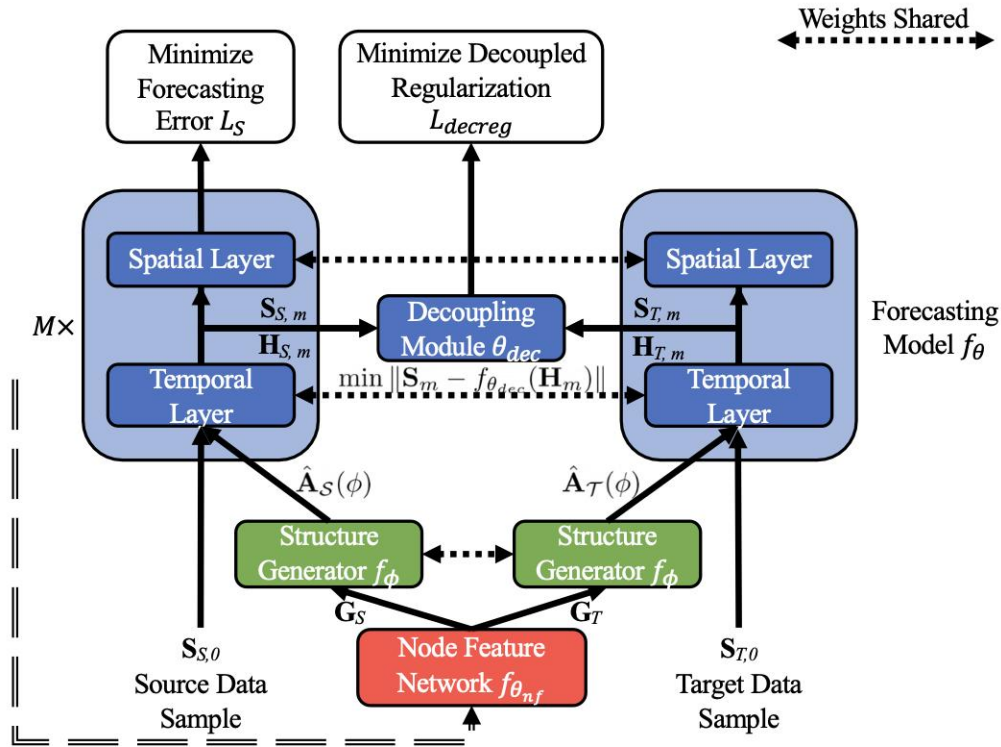 Weights Shared
Minimize
Forecasting
Error L_S
Minimize Decoupled
Regularization
L_decreg
Spatial Layer
Spatial Layer
M×
S_S, m
H_S, m
Decoupling
Module θ_dec
S_T, m
H_T, m
Forecasting
Model f_θ
min ‖S_m − f_θ_dec(H_m)‖
Temporal
Layer
Temporal
Layer
Â_𝒮(ϕ)
Â_𝒯(ϕ)
Structure
Generator f_ϕ
Structure
Generator f_ϕ
G_S
G_T
S_S,0
Source Data
Sample
Node Feature
Network f_θ_nf
S_T,0
Target Data
Sample